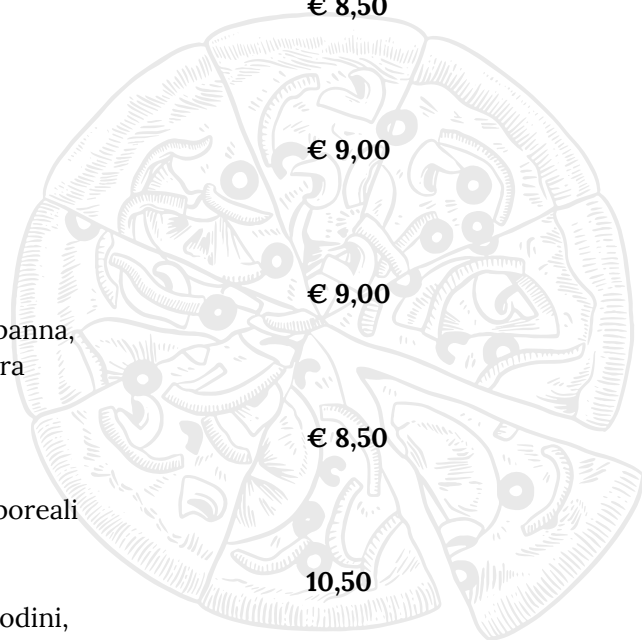 € 8,50
€ 9,00
€ 9,00
panna,
ra
€ 8,50
boreali
10,50
odini,